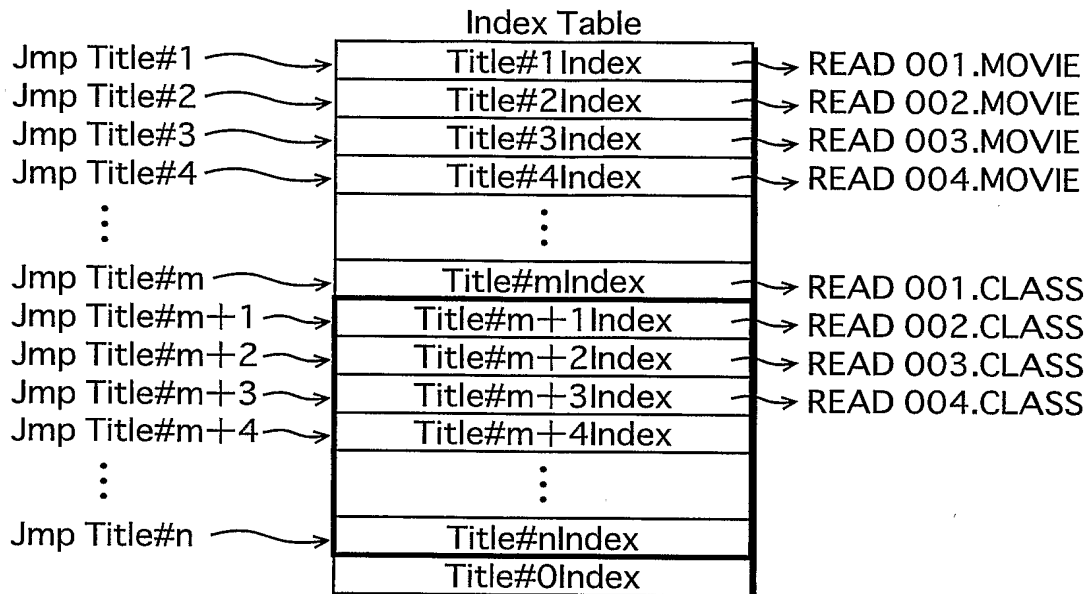 Index Table
Jmp Title#1 Title#1Index READ 001.MOVIE
Jmp Title#2 Title#2Index READ 002.MOVIE
Jmp Title#3 Title#3Index READ 003.MOVIE
Jmp Title#4 Title#4Index READ 004.MOVIE
Jmp Title#m Title#mIndex READ 001.CLASS
Jmp Title#m+1 Title#m+1Index READ 002.CLASS
Jmp Title#m+2 Title#m+2Index READ 003.CLASS
Jmp Title#m+3 Title#m+3Index READ 004.CLASS
Jmp Title#m+4 Title#m+4Index
Jmp Title#n Title#nIndex
Title#0Index